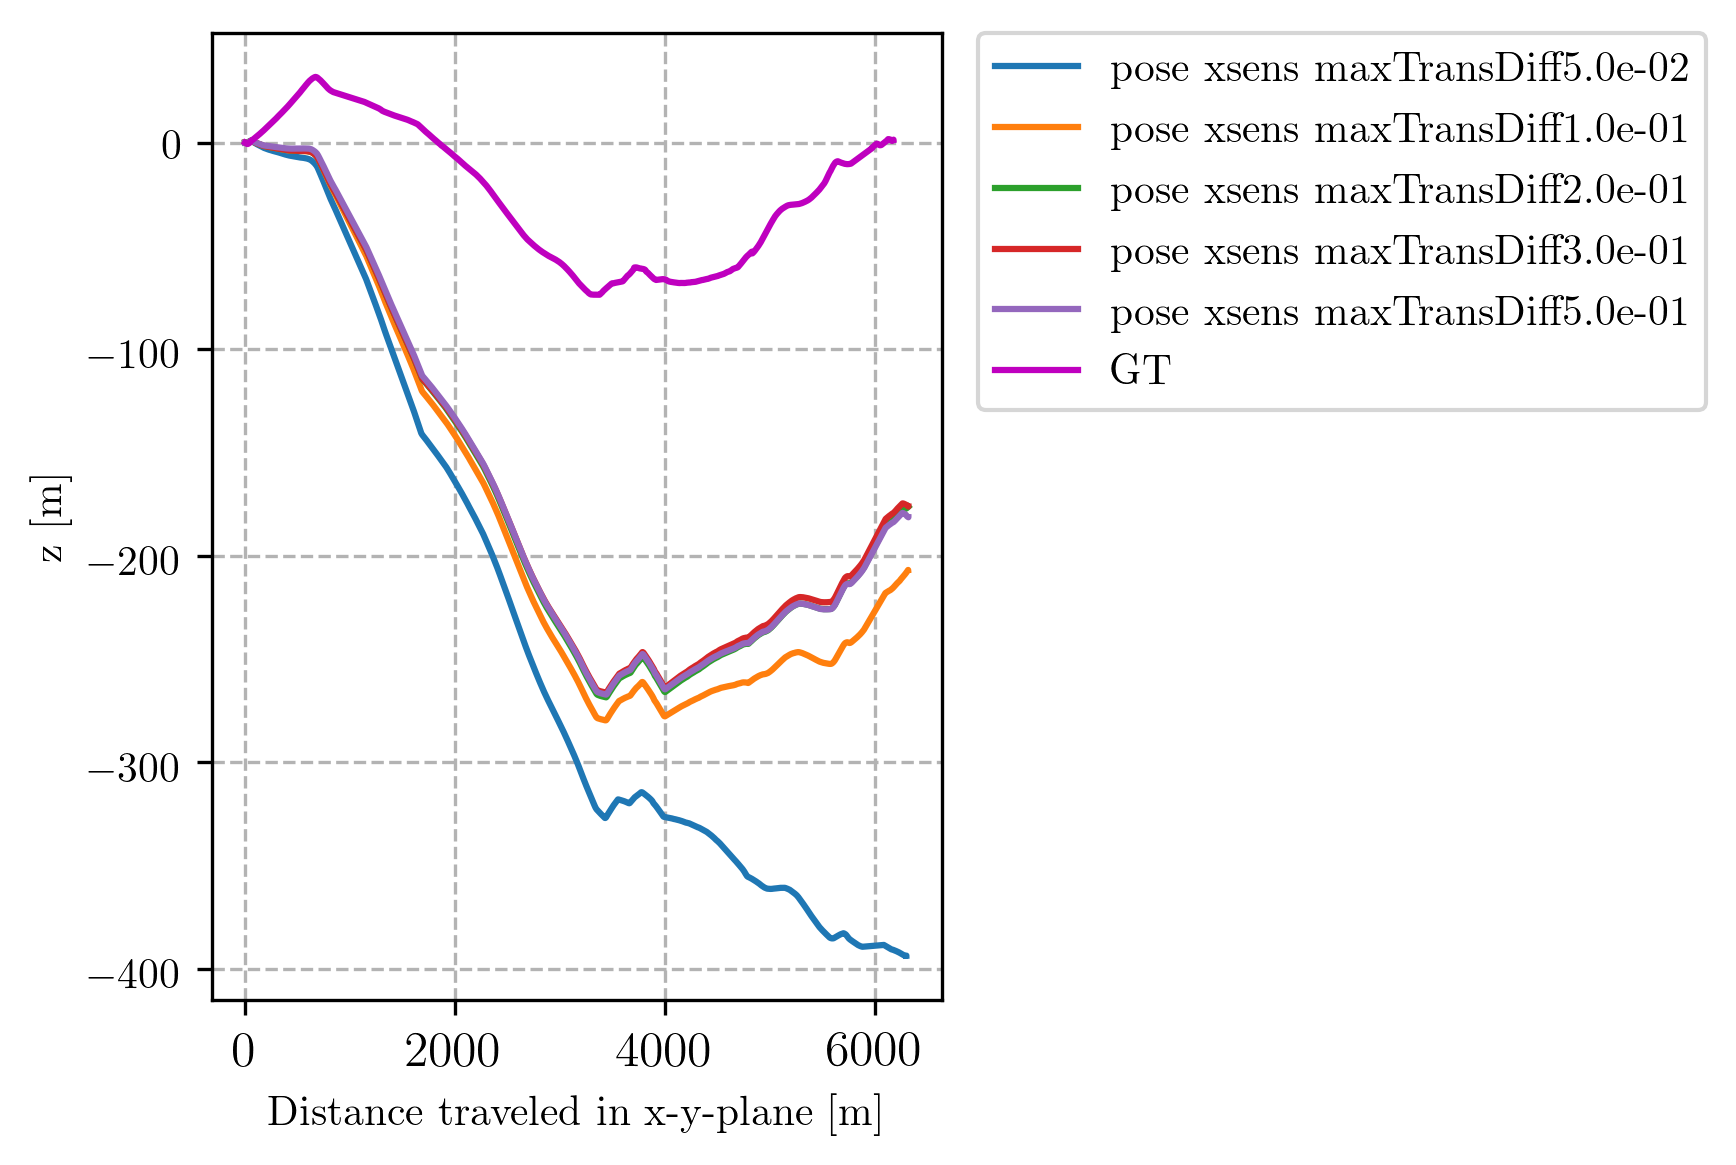 pose xsens maxTransDiff5.0e-02
pose xsens maxTransDiff1.0e-01
pose xsens maxTransDiff2.0e-01
pose xsens maxTransDiff3.0e-01
pose xsens maxTransDiff5.0e-01
GT
0
−100
−200
−300
−400
z [m]
0 2000 4000 6000
Distance traveled in x-y-plane [m]